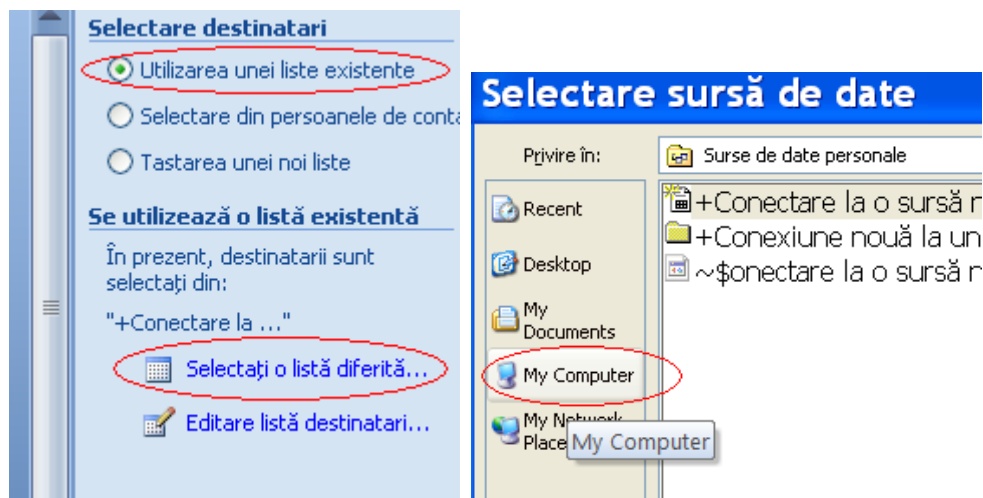 Selectare destinatari
Utilizarea unei liste existente
Selectare din persoanele de conta
Tastarea unei noi liste
Se utilizează o listă existentă
În prezent, destinatarii sunt
selectați din:
"+Conectare la ..."
Selectați o listă diferită...
Editare listă destinatari...
Selectare sursă de date
Privire în:
Surse de date personale
Recent
Desktop
My
Documents
My Computer
My Network
Place
My Computer
+Conectare la o sursă n
+Conexiune nouă la un
~$onectare la o sursă n